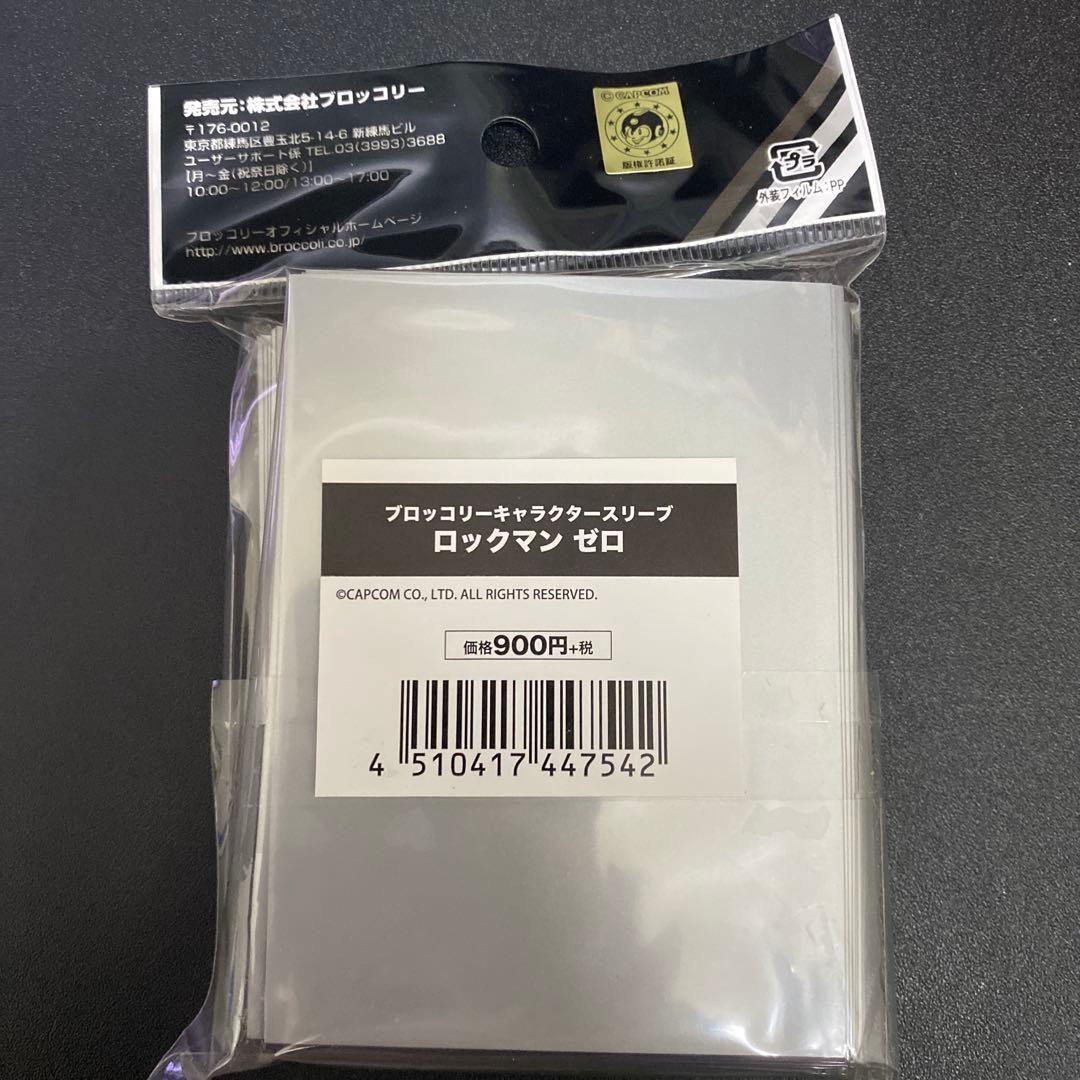 発売元:株式会社ブロッコリー
〒176-0012
東京都練馬区豊玉北5-14-6 新練馬ビル
ユーザーサポート係 TEL.03(3993)3688
【月～金(祝祭日除く)】
10:00～12:00/13:00～17:00
ブロッコリーオフィシャルホームページ
http://www.broccoli.co.jp/
©CAPCOM
版権許諾証
プラ
外装フィルム:PP
ブロッコリーキャラクタースリーブ
ロックマン ゼロ
©CAPCOM CO., LTD. ALL RIGHTS RESERVED.
価格900円+税
4 510417 447542